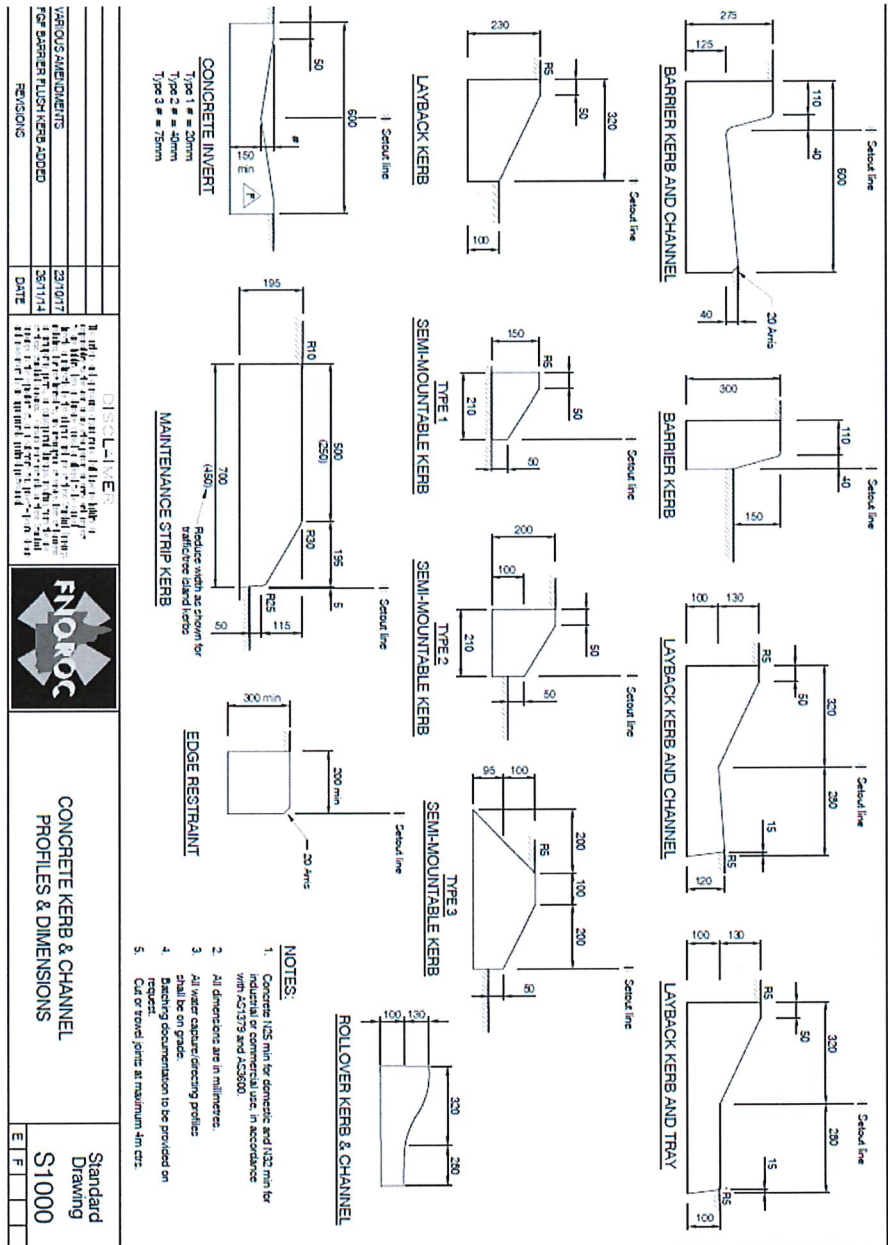 275
125
110
40
600
Setout line
Setout line
20 Arris
40
BARRIER KERB AND CHANNEL
300
110
40
150
Setout line
BARRIER KERB
100
130
R5
50
320
280
15
R5
120
Setout line
Setout line
LAYBACK KERB AND CHANNEL
100
130
R5
50
320
280
15
R5
100
Setout line
LAYBACK KERB AND TRAY
230
R5
50
320
100
Setout line
LAYBACK KERB
150
R5
50
210
50
Setout line
TYPE 1
SEMI-MOUNTABLE KERB
200
100
50
210
50
Setout line
TYPE 2
SEMI-MOUNTABLE KERB
95
100
200
100
200
R5
50
Setout line
TYPE 3
SEMI-MOUNTABLE KERB
600
50
Setout line
#
150
min
F
CONCRETE INVERT
Type 1 # = 20mm
Type 2 # = 40mm
Type 3 # = 75mm
195
R10
500
(250)
R30
195
5
R25
50
115
700
(450)
Setout line
Reduce width as shown for
traffic/tree island kerbs
MAINTENANCE STRIP KERB
300 min
200 min
20 Arris
Setout line
EDGE RESTRAINT
100
130
320
280
ROLLOVER KERB & CHANNEL
NOTES:
1. Concrete N25 min for domestic and N32 min for
industrial or commercial use, in accordance
with AS1379 and AS3600.
2. All dimensions are in millimetres.
3. All water capture/directing profiles
shall be on grade.
4. Batching documentation to be provided on
request.
5. Cut or trowel joints at maximum 4m ctrs.
VARIOUS AMENDMENTS 23/10/17
BARRIER FLUSH KERB ADDED 26/11/14
REVISIONS DATE
DISCLAIMER
FNQROC
CONCRETE KERB & CHANNEL
PROFILES & DIMENSIONS
Standard
Drawing
S1000
E F